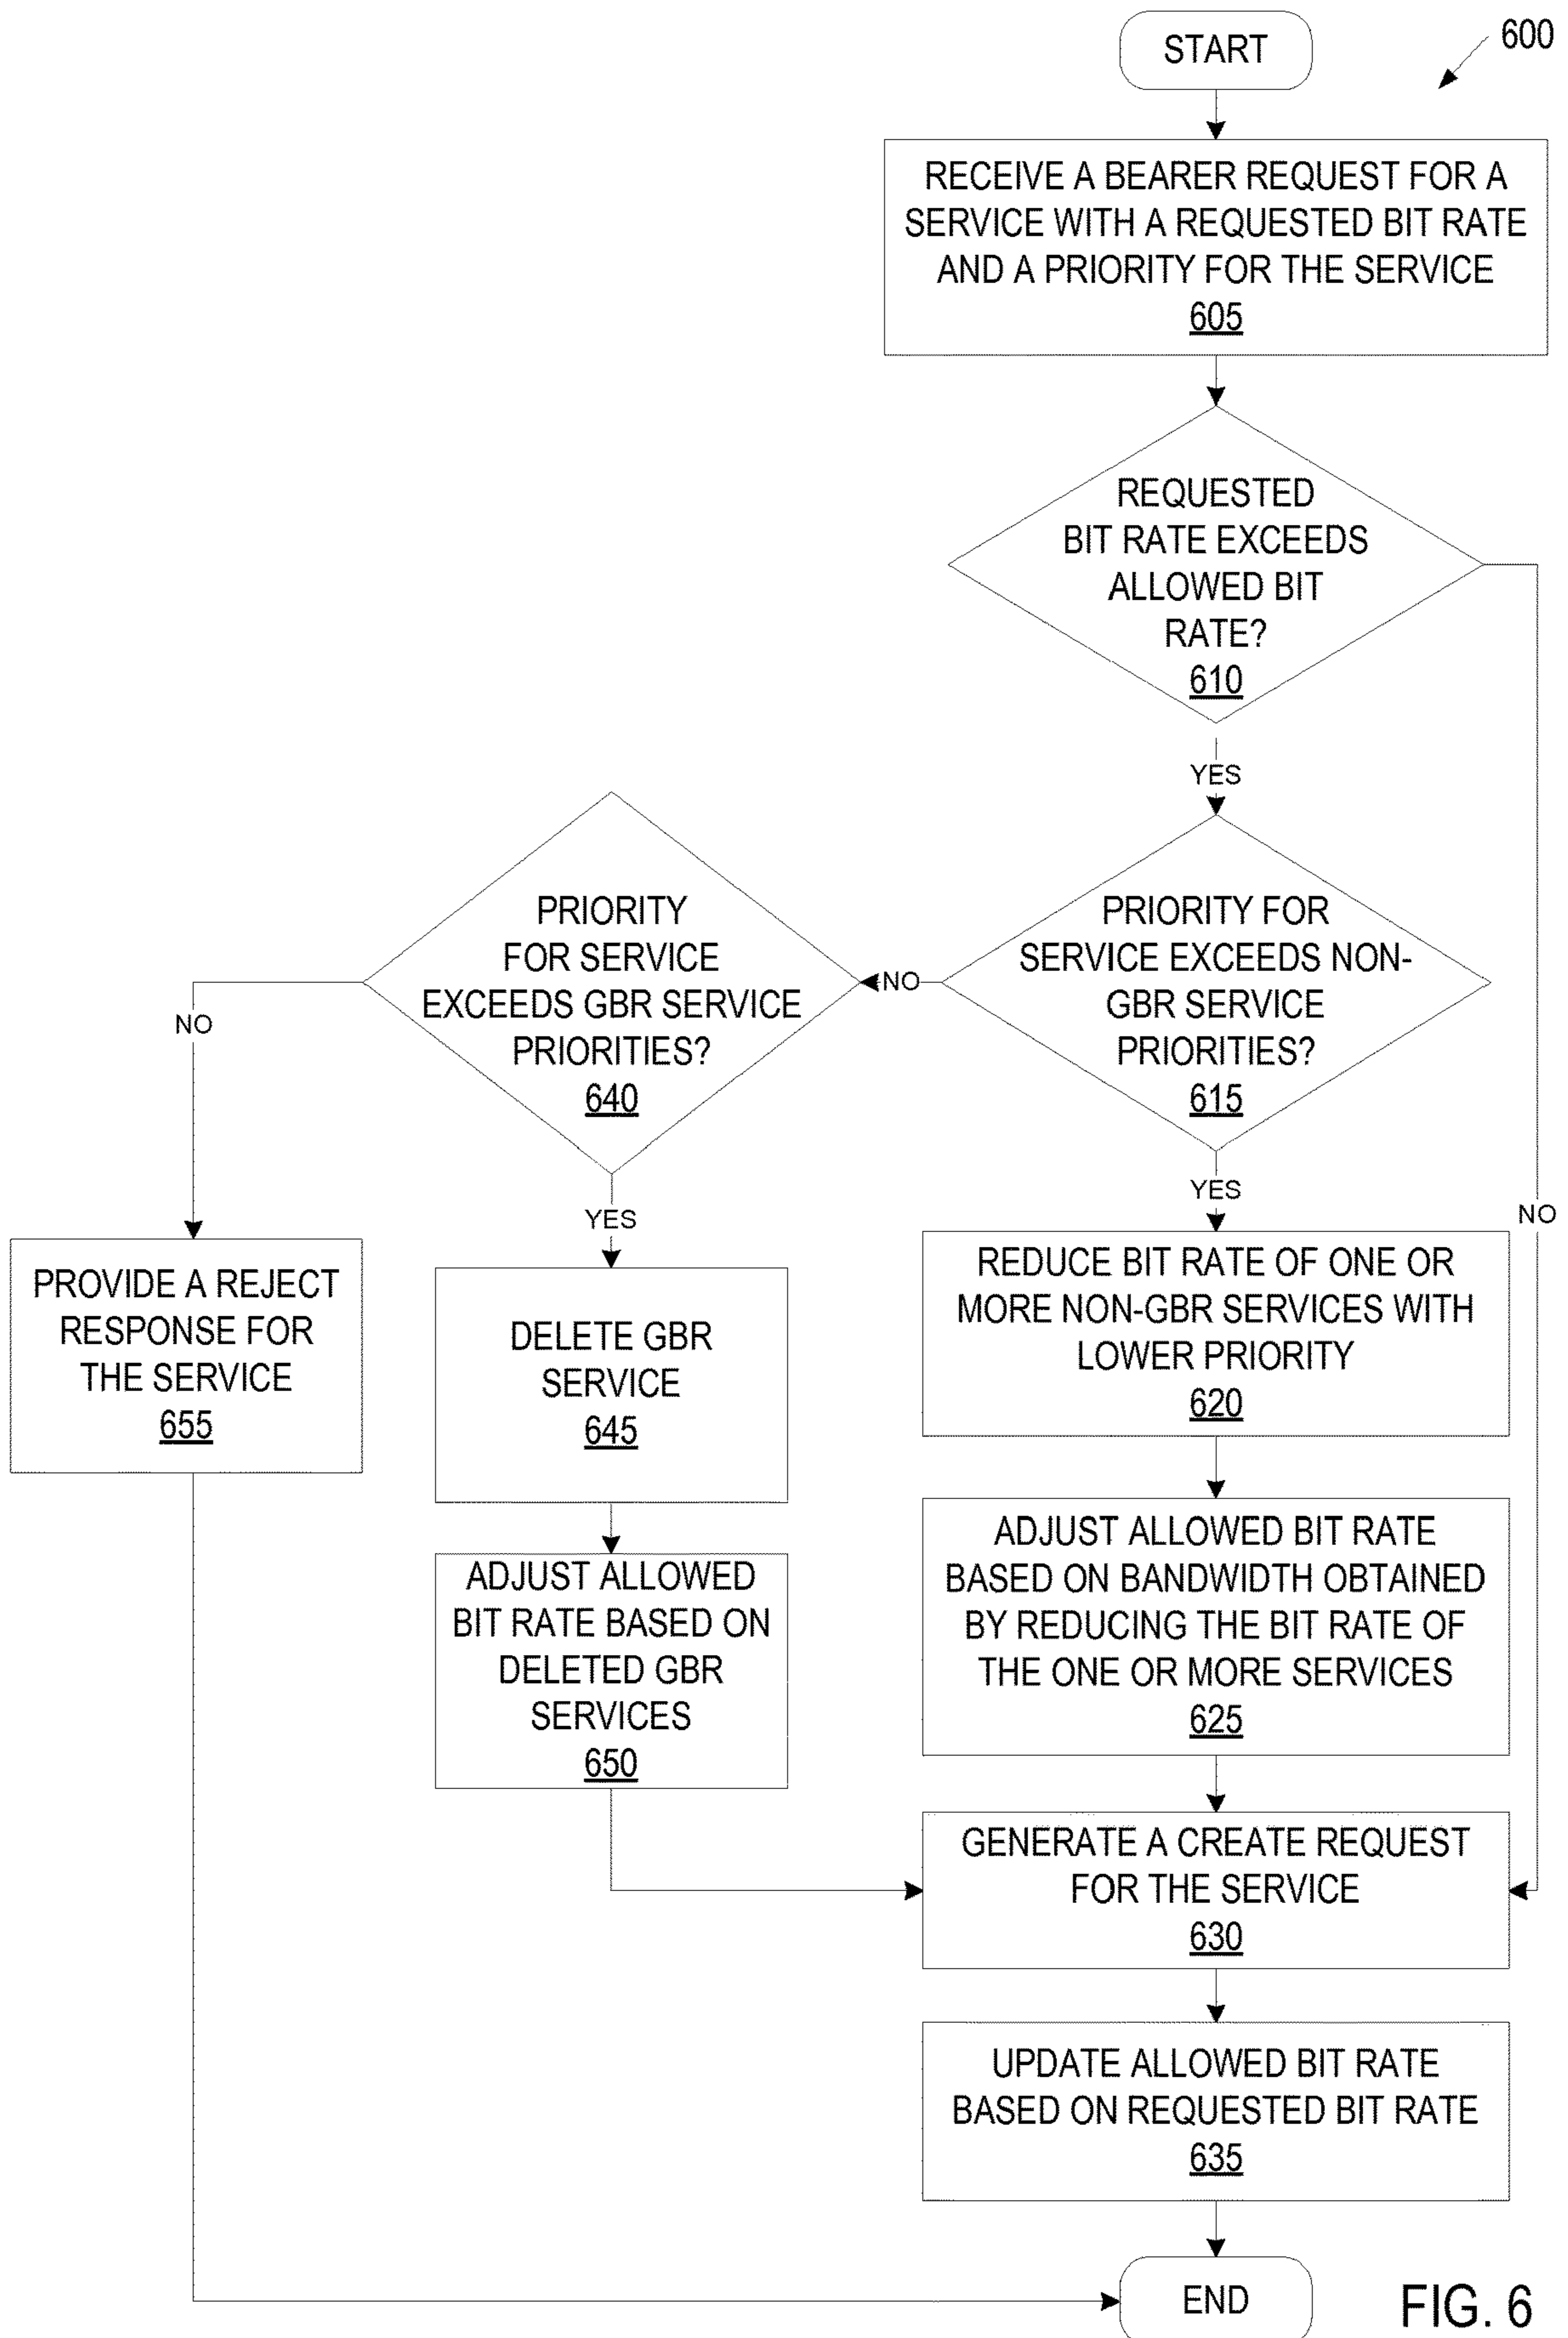 START
600
RECEIVE A BEARER REQUEST FOR A
SERVICE WITH A REQUESTED BIT RATE
AND A PRIORITY FOR THE SERVICE
605
REQUESTED
BIT RATE EXCEEDS
ALLOWED BIT
RATE?
610
YES
NO
PRIORITY FOR
SERVICE EXCEEDS NON-
GBR SERVICE
PRIORITIES?
615
NO
YES
PRIORITY
FOR SERVICE
EXCEEDS GBR SERVICE
PRIORITIES?
640
NO
YES
PROVIDE A REJECT
RESPONSE FOR
THE SERVICE
655
DELETE GBR
SERVICE
645
ADJUST ALLOWED
BIT RATE BASED ON
DELETED GBR
SERVICES
650
REDUCE BIT RATE OF ONE OR
MORE NON-GBR SERVICES WITH
LOWER PRIORITY
620
ADJUST ALLOWED BIT RATE
BASED ON BANDWIDTH OBTAINED
BY REDUCING THE BIT RATE OF
THE ONE OR MORE SERVICES
625
GENERATE A CREATE REQUEST
FOR THE SERVICE
630
UPDATE ALLOWED BIT RATE
BASED ON REQUESTED BIT RATE
635
END
FIG. 6